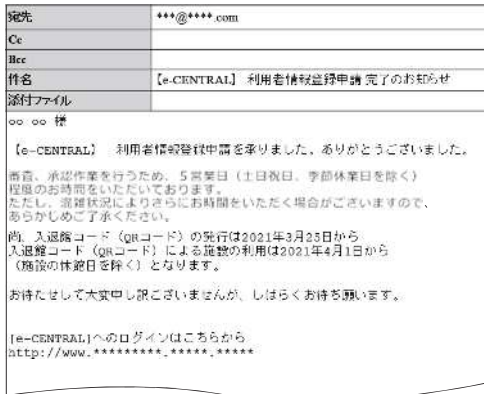 宛先 ***@****.com
Cc
Bcc
件名 【e-CENTRAL】 利用者情報登録申請 完了のお知らせ
添付ファイル
○○ ○○ 様
【e-CENTRAL】 利用者情報登録申請を承りました。ありがとうございました。
審査、承認作業を行うため、5営業日（土日祝日、季節休業日を除く）
程度のお時間をいただいております。
ただし、混雑状況によりさらにお時間をいただく場合がございますので、
あらかじめご了承ください。
尚、入退館コード（QRコード）の発行は2021年3月25日から
入退館コード（QRコード）による施設の利用は2021年4月1日から
（施設の休館日を除く）となります。
お待たせして大変申し訳ございませんが、しばらくお待ち願います。
[e-CENTRAL]へのログインはこちらから
http://www.*********.*****.*****